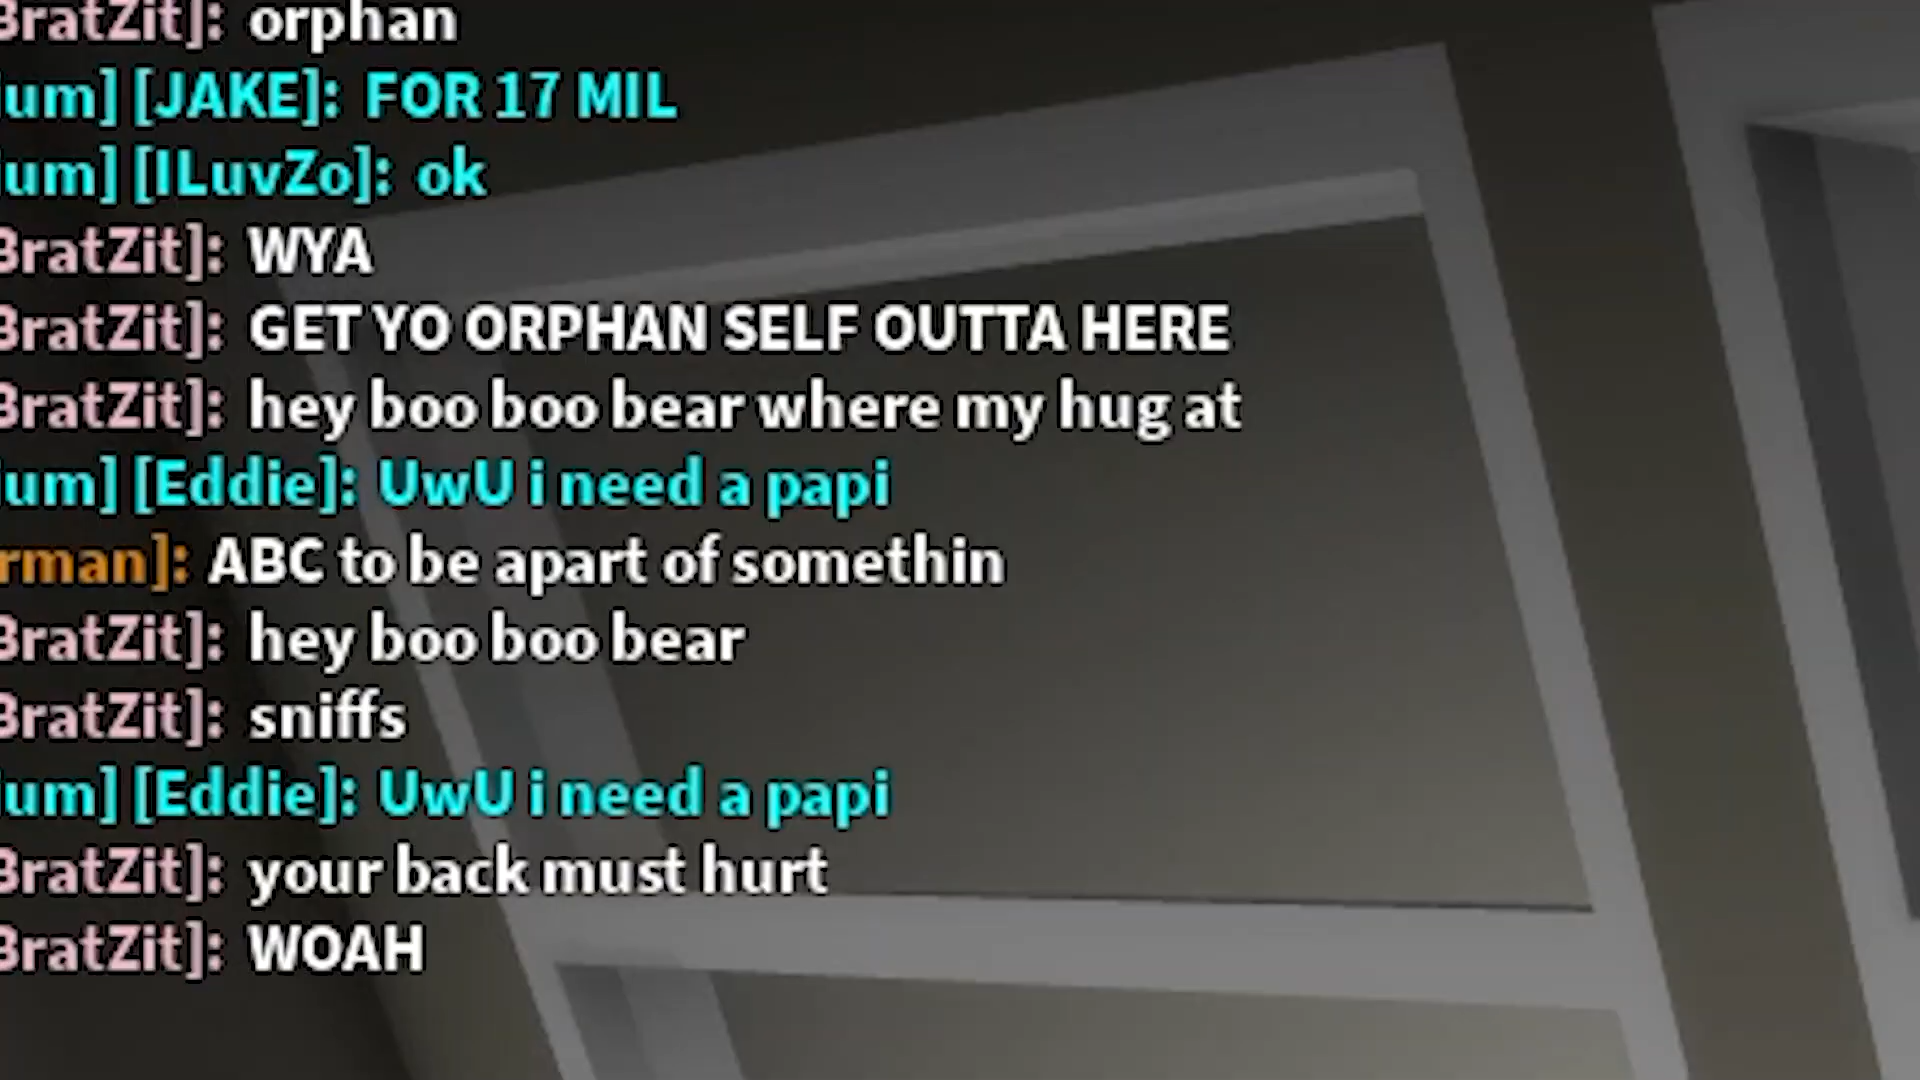 BratZit]: orphan
ium] [JAKE]: FOR 17 MIL
ium] [ILuvZo]: ok
BratZit]: WYA
BratZit]: GET YO ORPHAN SELF OUTTA HERE
BratZit]: hey boo boo bear where my hug at
ium] [Eddie]: UwU i need a papi
rman]: ABC to be apart of somethin
BratZit]: hey boo boo bear
BratZit]: sniffs
ium] [Eddie]: UwU i need a papi
BratZit]: your back must hurt
BratZit]: WOAH